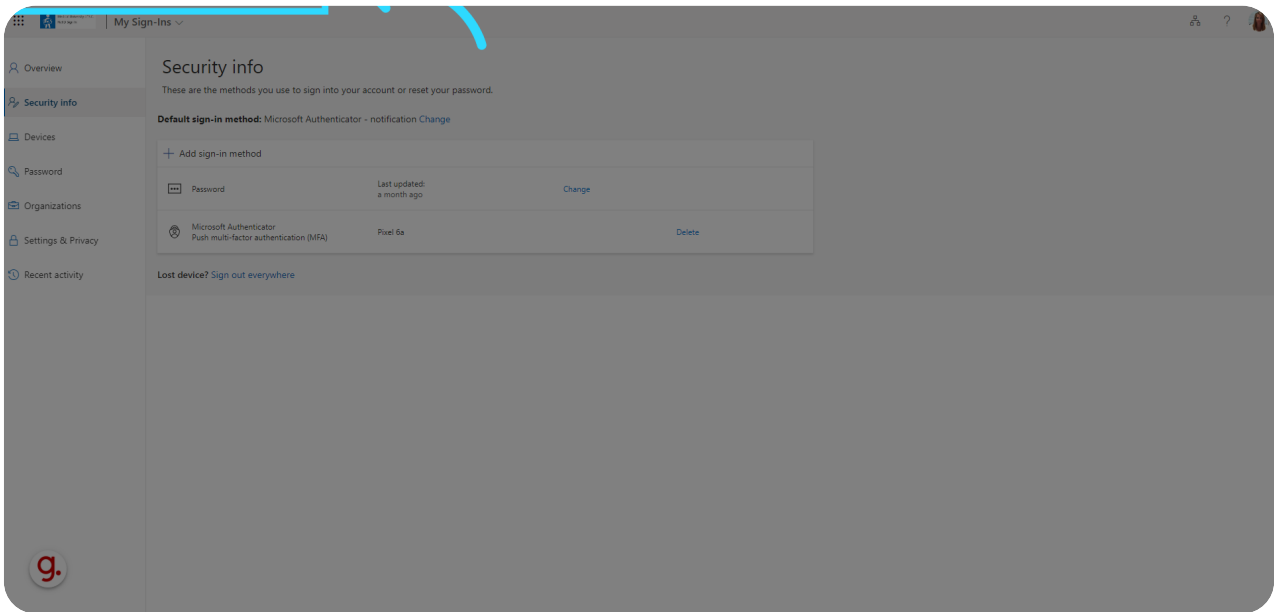 My Sign-Ins
?
Overview
Security info
Devices
Password
Organizations
Settings & Privacy
Recent activity
Security info
These are the methods you use to sign into your account or reset your password.
Default sign-in method: Microsoft Authenticator - notification Change
Add sign-in method
Password
Last updated:
a month ago
Change
Microsoft Authenticator
Push multi-factor authentication (MFA)
Pixel 6a
Delete
Lost device? Sign out everywhere
g.